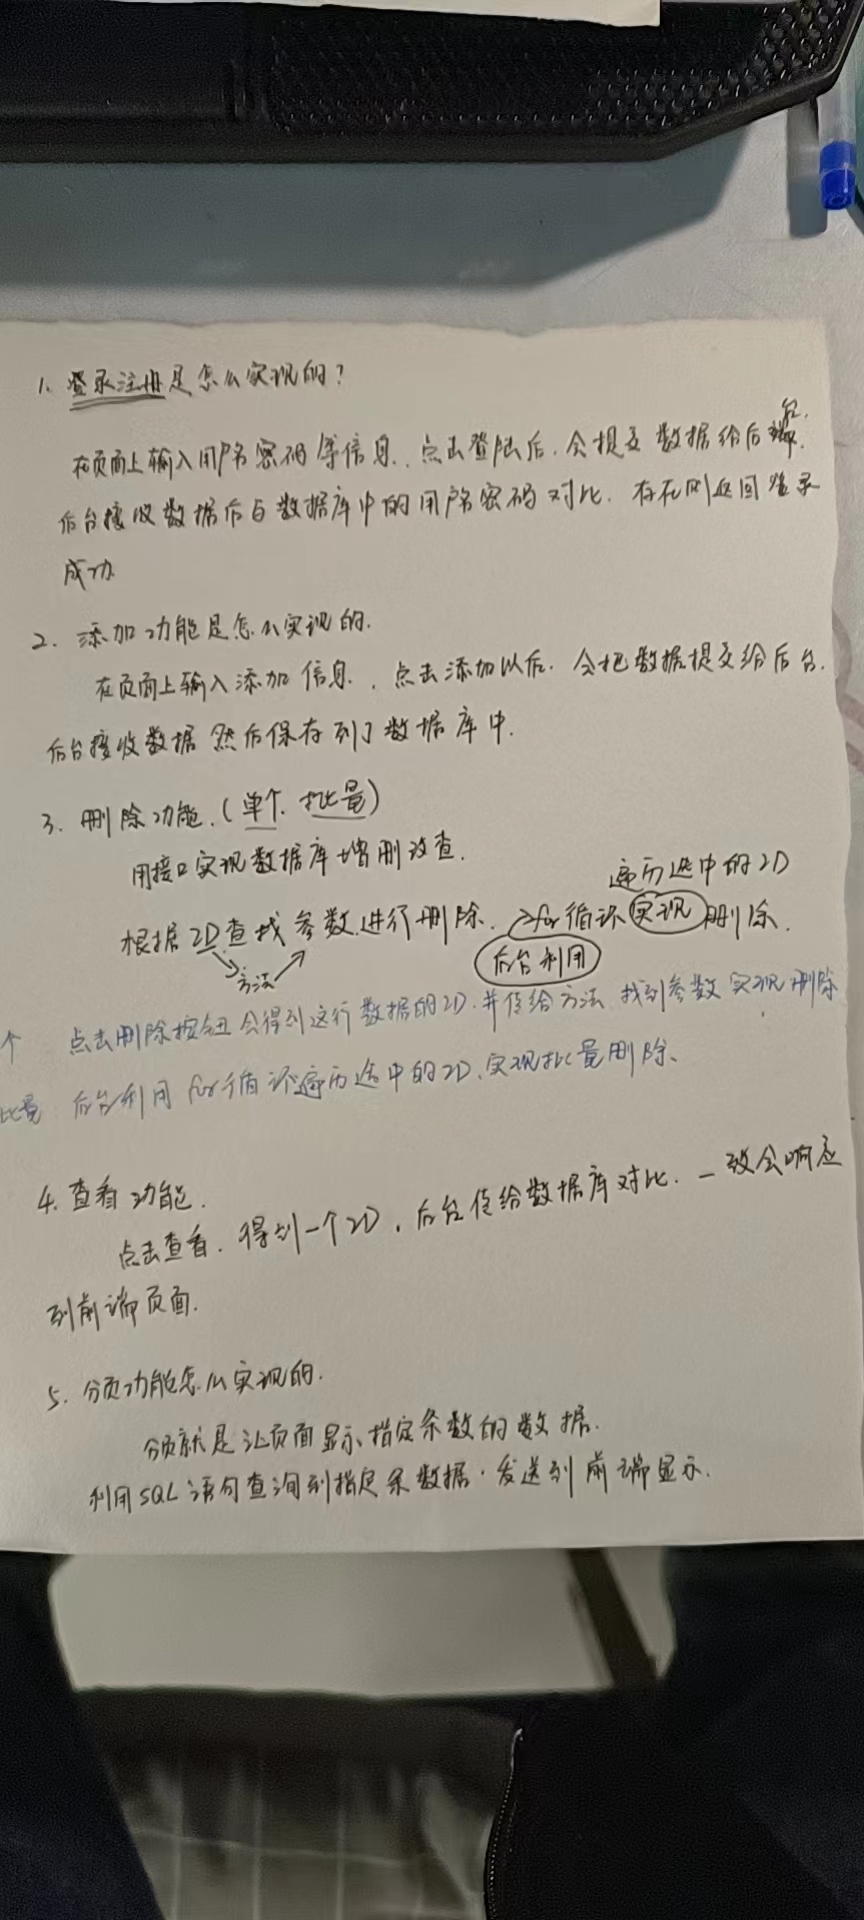 1. 登录注册是怎么实现的?
在页面上输入用户名密码等信息. 点击登陆后. 会提交数据给后台.
后台接收数据后与数据库中的用户名密码对比. 存在则返回登录
成功
2. 添加功能是怎么实现的.
在页面上输入添加信息. 点击添加以后. 会把数据提交给后台.
后台接收数据 然后保存到了数据库中.
3. 删除功能.(单个. 批量)
用接口实现数据库增删改查.
遍历选中的ID
根据ID查找参数.进行删除. for循环实现删除.
方法
后台利用
个 点击删除按钮会得到这行数据的ID.并传给方法 找到参数实现删除
批量 后台利用for循环遍历选中的ID.实现批量删除、
4. 查看功能.
点击查看. 得到一个ID. 后台传给数据库对比. 一致会响应
到前端页面.
5. 分页功能怎么实现的.
分页就是让页面显示指定条数的数据.
利用SQL语句查询到指定条数据.发送到前端显示.